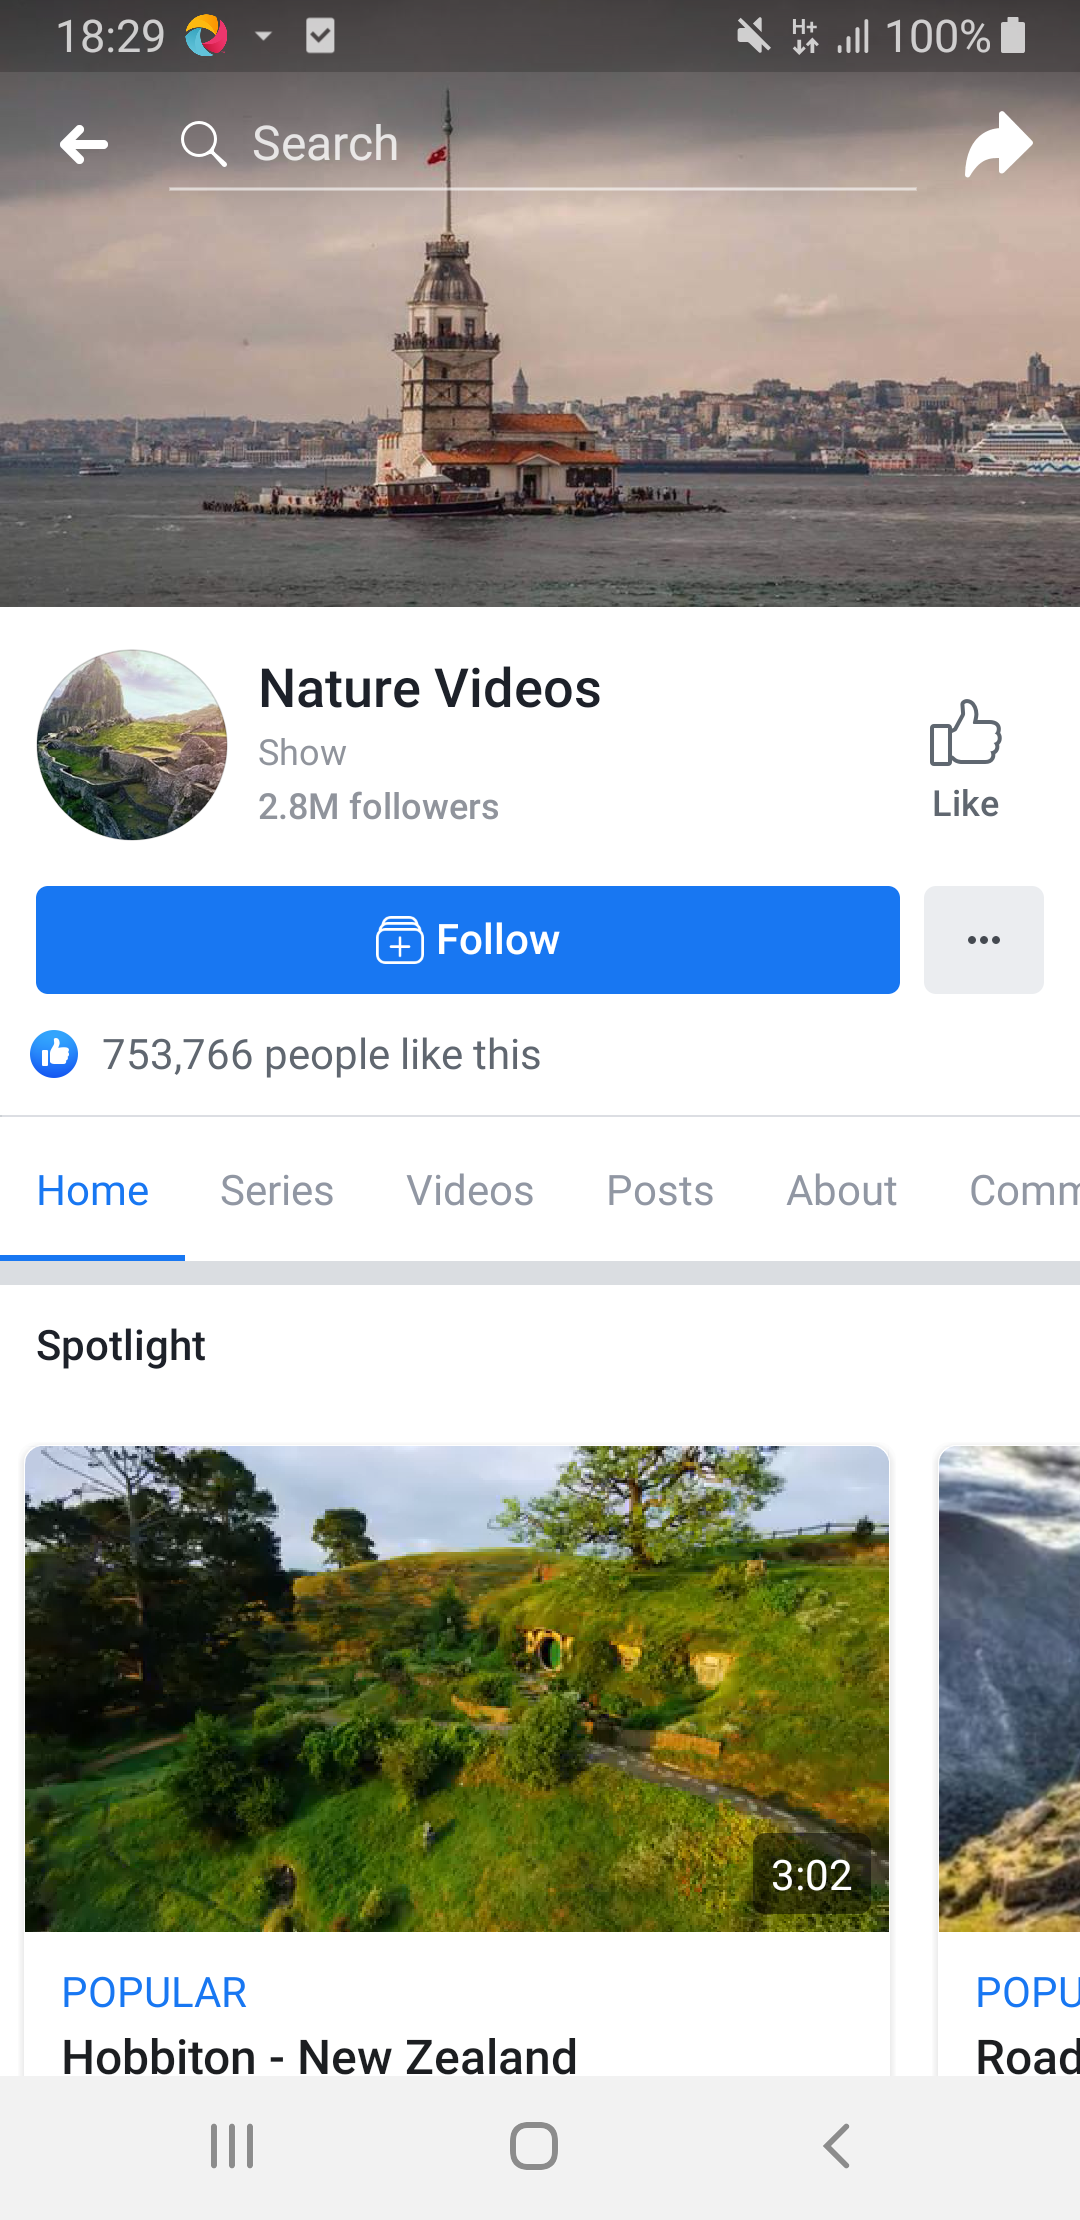 18:29 H+ 100%
Search
Nature Videos
Show
2.8M followers
Like
Follow
753,766 people like this
Home Series Videos Posts About Comm
Spotlight
3:02
POPULAR POPU
Hobbiton - New Zealand Road